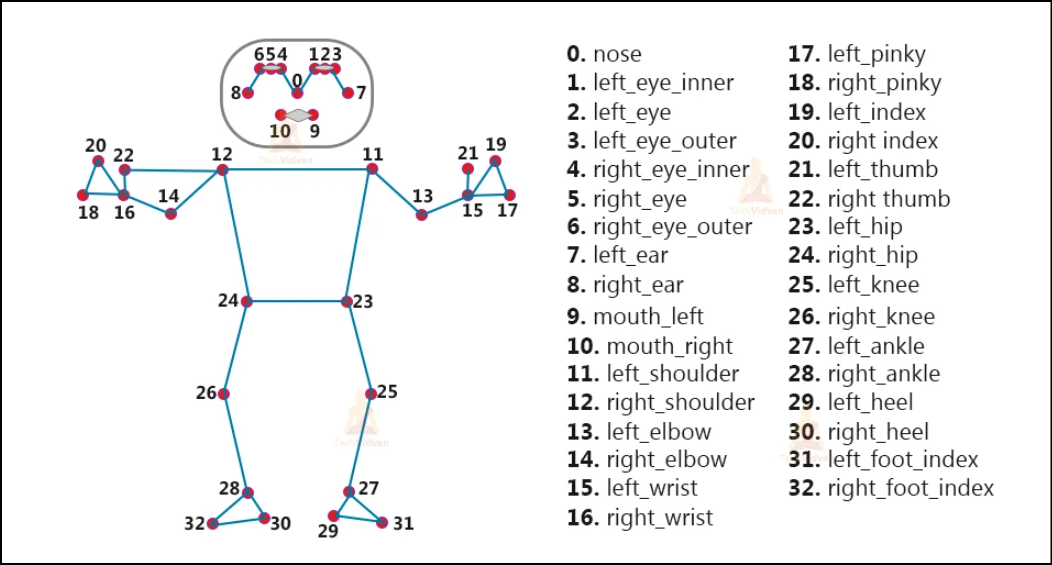 654 123
0
8 7
10 9
TechVidvan
20 19
22 12 11 21
14 13
18 16 15 17
24 23
26 25
TechVidvan
28 27
32 30 29 31
0. nose
1. left_eye_inner
2. left_eye
3. left_eye_outer
4. right_eye_inner
5. right_eye
6. right_eye_outer
7. left_ear
8. right_ear
9. mouth_left
10. mouth_right
11. left_shoulder
12. right_shoulder
13. left_elbow
14. right_elbow
15. left_wrist
16. right_wrist
17. left_pinky
18. right_pinky
19. left_index
20. right index
21. left_thumb
22. right thumb
23. left_hip
24. right_hip
25. left_knee
26. right_knee
27. left_ankle
28. right_ankle
29. left_heel
30. right_heel
31. left_foot_index
32. right_foot_index
TechVidvan
TechVidvan